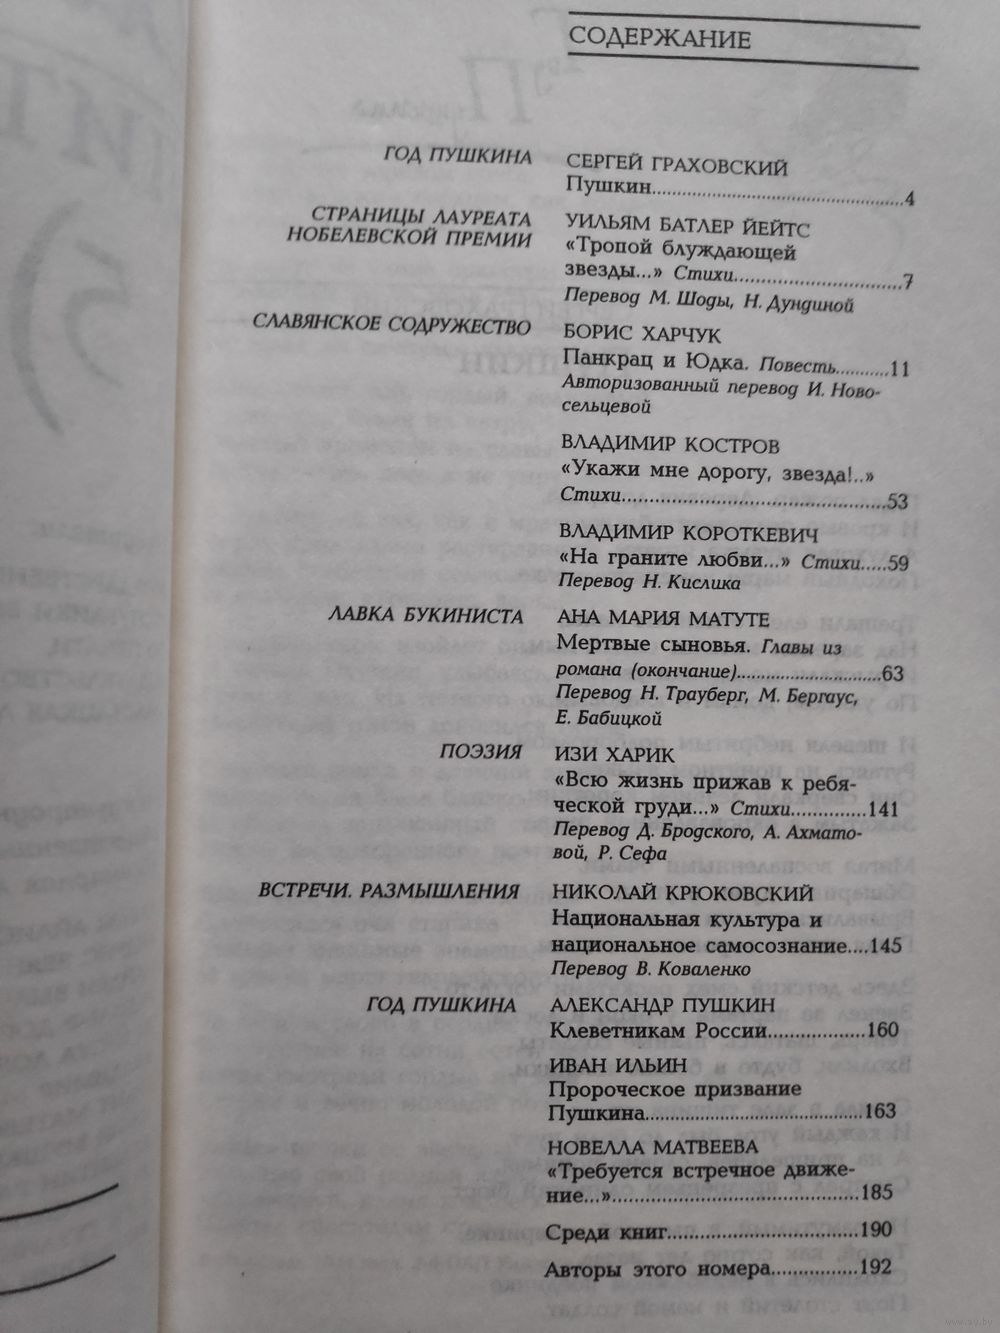 СОДЕРЖАНИЕ
ГОД ПУШКИНА
СЕРГЕЙ ГРАХОВСКИЙ
Пушкин....4
СТРАНИЦЫ ЛАУРЕАТА
НОБЕЛЕВСКОЙ ПРЕМИИ
УИЛЬЯМ БАТЛЕР ЙЕЙТС
«Тропой блуждающей
звезды...» Стихи....7
Перевод М. Шоды, Н. Дундиной
СЛАВЯНСКОЕ СОДРУЖЕСТВО
БОРИС ХАРЧУК
Панкрац и Юдка. Повесть....11
Авторизованный перевод И. Ново-
сельцевой
ВЛАДИМИР КОСТРОВ
«Укажи мне дорогу, звезда!..»
Стихи....53
ВЛАДИМИР КОРОТКЕВИЧ
«На граните любви...» Стихи.....59
Перевод Н. Кислика
ЛАВКА БУКИНИСТА
АНА МАРИЯ МАТУТЕ
Мертвые сыновья. Главы из
романа (окончание)....63
Перевод Н. Трауберг, М. Бергаус,
Е. Бабицкой
ПОЭЗИЯ
ИЗИ ХАРИК
«Всю жизнь прижав к ребя-
ческой груди...» Стихи....141
Перевод Д. Бродского, А. Ахмато-
вой, Р. Сефа
ВСТРЕЧИ. РАЗМЫШЛЕНИЯ
НИКОЛАЙ КРЮКОВСКИЙ
Национальная культура и
национальное самосознание....145
Перевод В. Коваленко
ГОД ПУШКИНА
АЛЕКСАНДР ПУШКИН
Клеветникам России....160
ИВАН ИЛЬИН
Пророческое призвание
Пушкина....163
НОВЕЛЛА МАТВЕЕВА
«Требуется встречное движе-
ние...»....185
Среди книг....190
Авторы этого номера....192